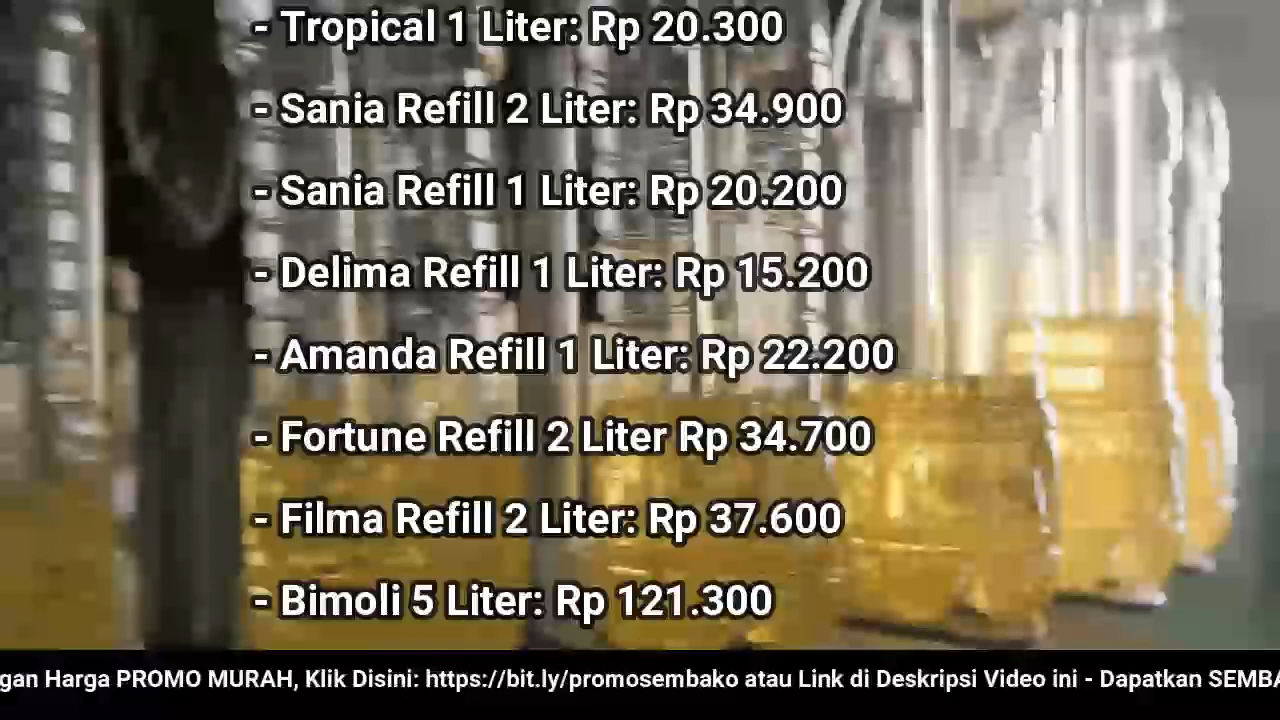 - Tropical 1 Liter: Rp 20.300
- Sania Refill 2 Liter: Rp 34.900
- Sania Refill 1 Liter: Rp 20.200
- Delima Refill 1 Liter: Rp 15.200
- Amanda Refill 1 Liter: Rp 22.200
- Fortune Refill 2 Liter Rp 34.700
- Filma Refill 2 Liter: Rp 37.600
- Bimoli 5 Liter: Rp 121.300
gan Harga PROMO MURAH, Klik Disini: https://bit.ly/promosembako atau Link di Deskripsi Video ini - Dapatkan SEMBA